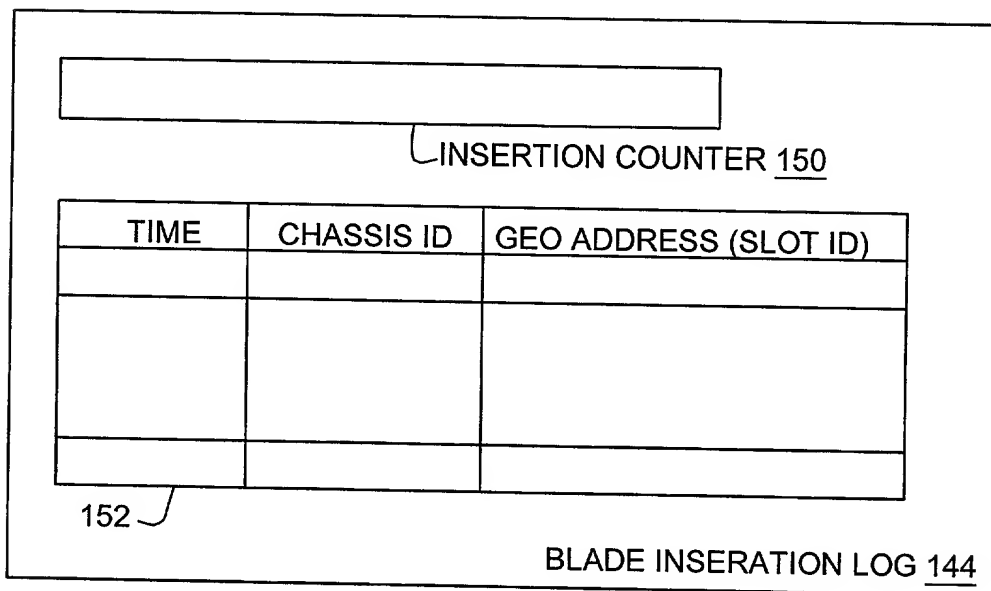 INSERTION COUNTER 150
TIME CHASSIS ID GEO ADDRESS (SLOT ID)
152
BLADE INSERATION LOG 144